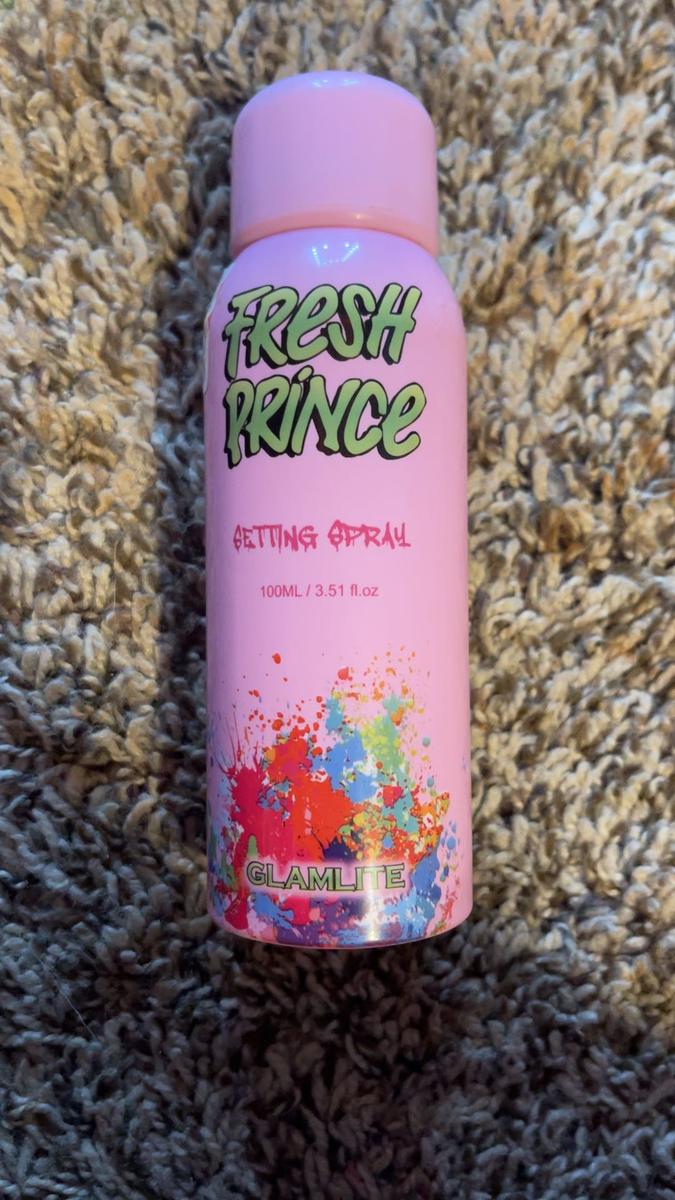 FRESH
PRINCE
SETTING SPRAY
100ML / 3.51 fl.oz
GLAMLITE